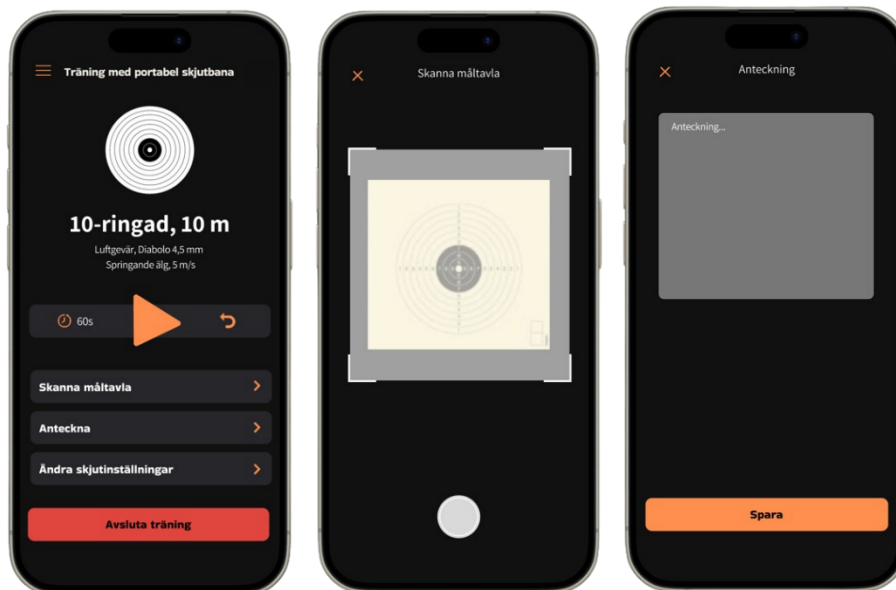 Träning med portabel skjutbana
10-ringad, 10 m
Luftgevär, Diabolo 4,5 mm
Springande älg, 5 m/s
60s
Skanna måltavla
Anteckna
Ändra skjutinställningar
Avsluta träning
Skanna måltavla
Anteckning
Anteckning...
Spara